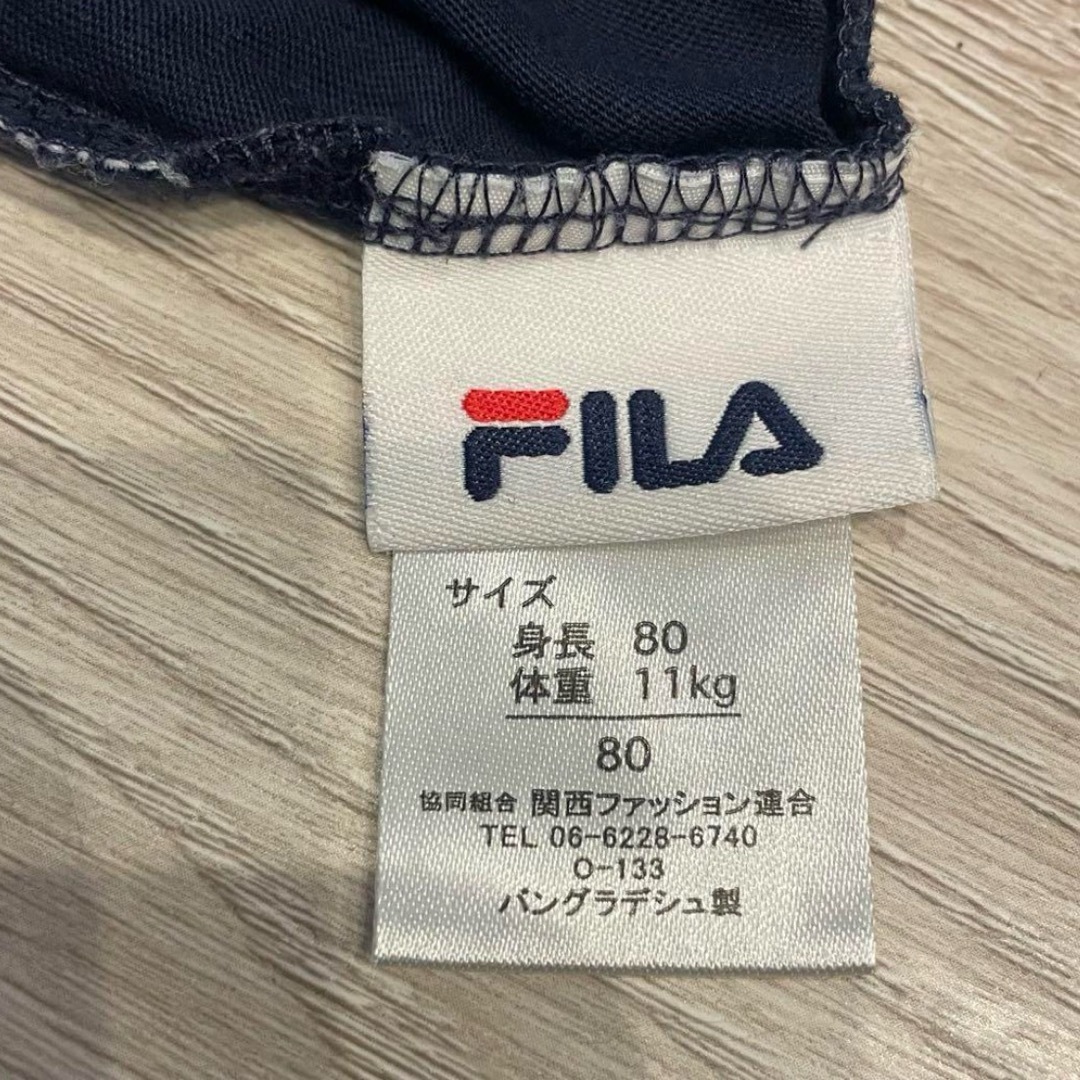 FILA
サイズ
身長 80
体重 11kg
80
協同組合 関西ファッション連合
TEL 06-6228-6740
O-133
バングラデシュ製